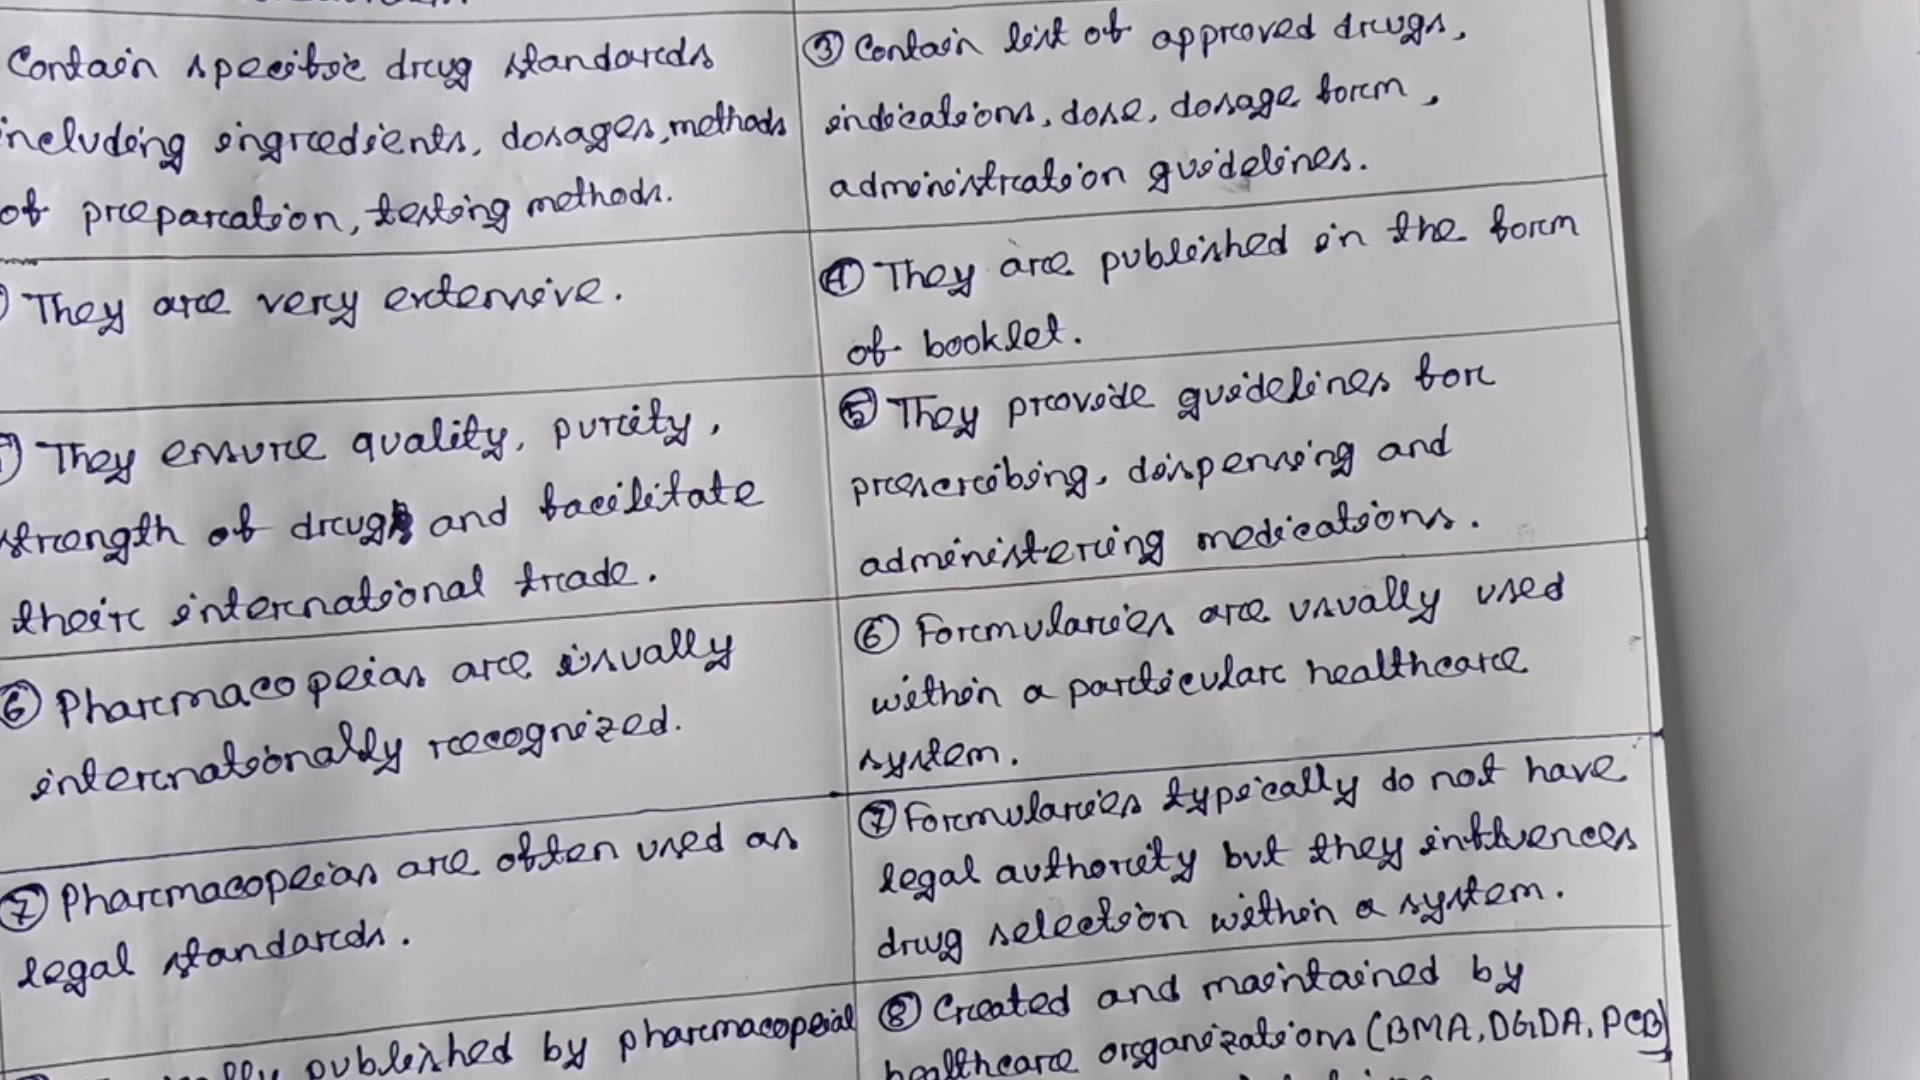 Contain specific drug standards
including ingredients, dosages, methods
of preparation, testing methods.
They are very extensive.
They ensure quality, purity,
strength of drugs and facilitate
their international trade.
⑥ Pharmacopeias are usually
internationally recognized.
⑦ Pharmacopeias are often used as
legal standards.
published by pharmacopeial
③ Contain list of approved drugs,
indications, dose, dosage form,
administration guidelines.
④ They are published in the form
of booklet.
⑤ They provide guidelines for
prescribing, dispensing and
administering medications.
⑥ Formularies are usually used
within a particular healthcare
system.
⑦ Formularies typically do not have
legal authority but they influences
drug selection within a system.
⑧ Created and maintained by
healthcare organizations (BMA, DGDA, PCB)